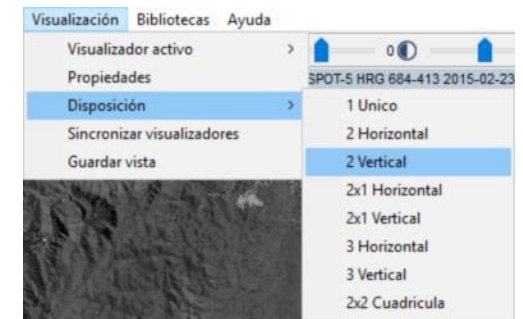 Visualización Bibliotecas Ayuda
Visualizador activo
0
Propiedades
SPOT-5 HRG 684-413 2015-02-23
Disposición
1 Unico
Sincronizar visualizadores
2 Horizontal
Guardar vista
2 Vertical
2x1 Horizontal
2x1 Vertical
3 Horizontal
3 Vertical
2x2 Cuadricula